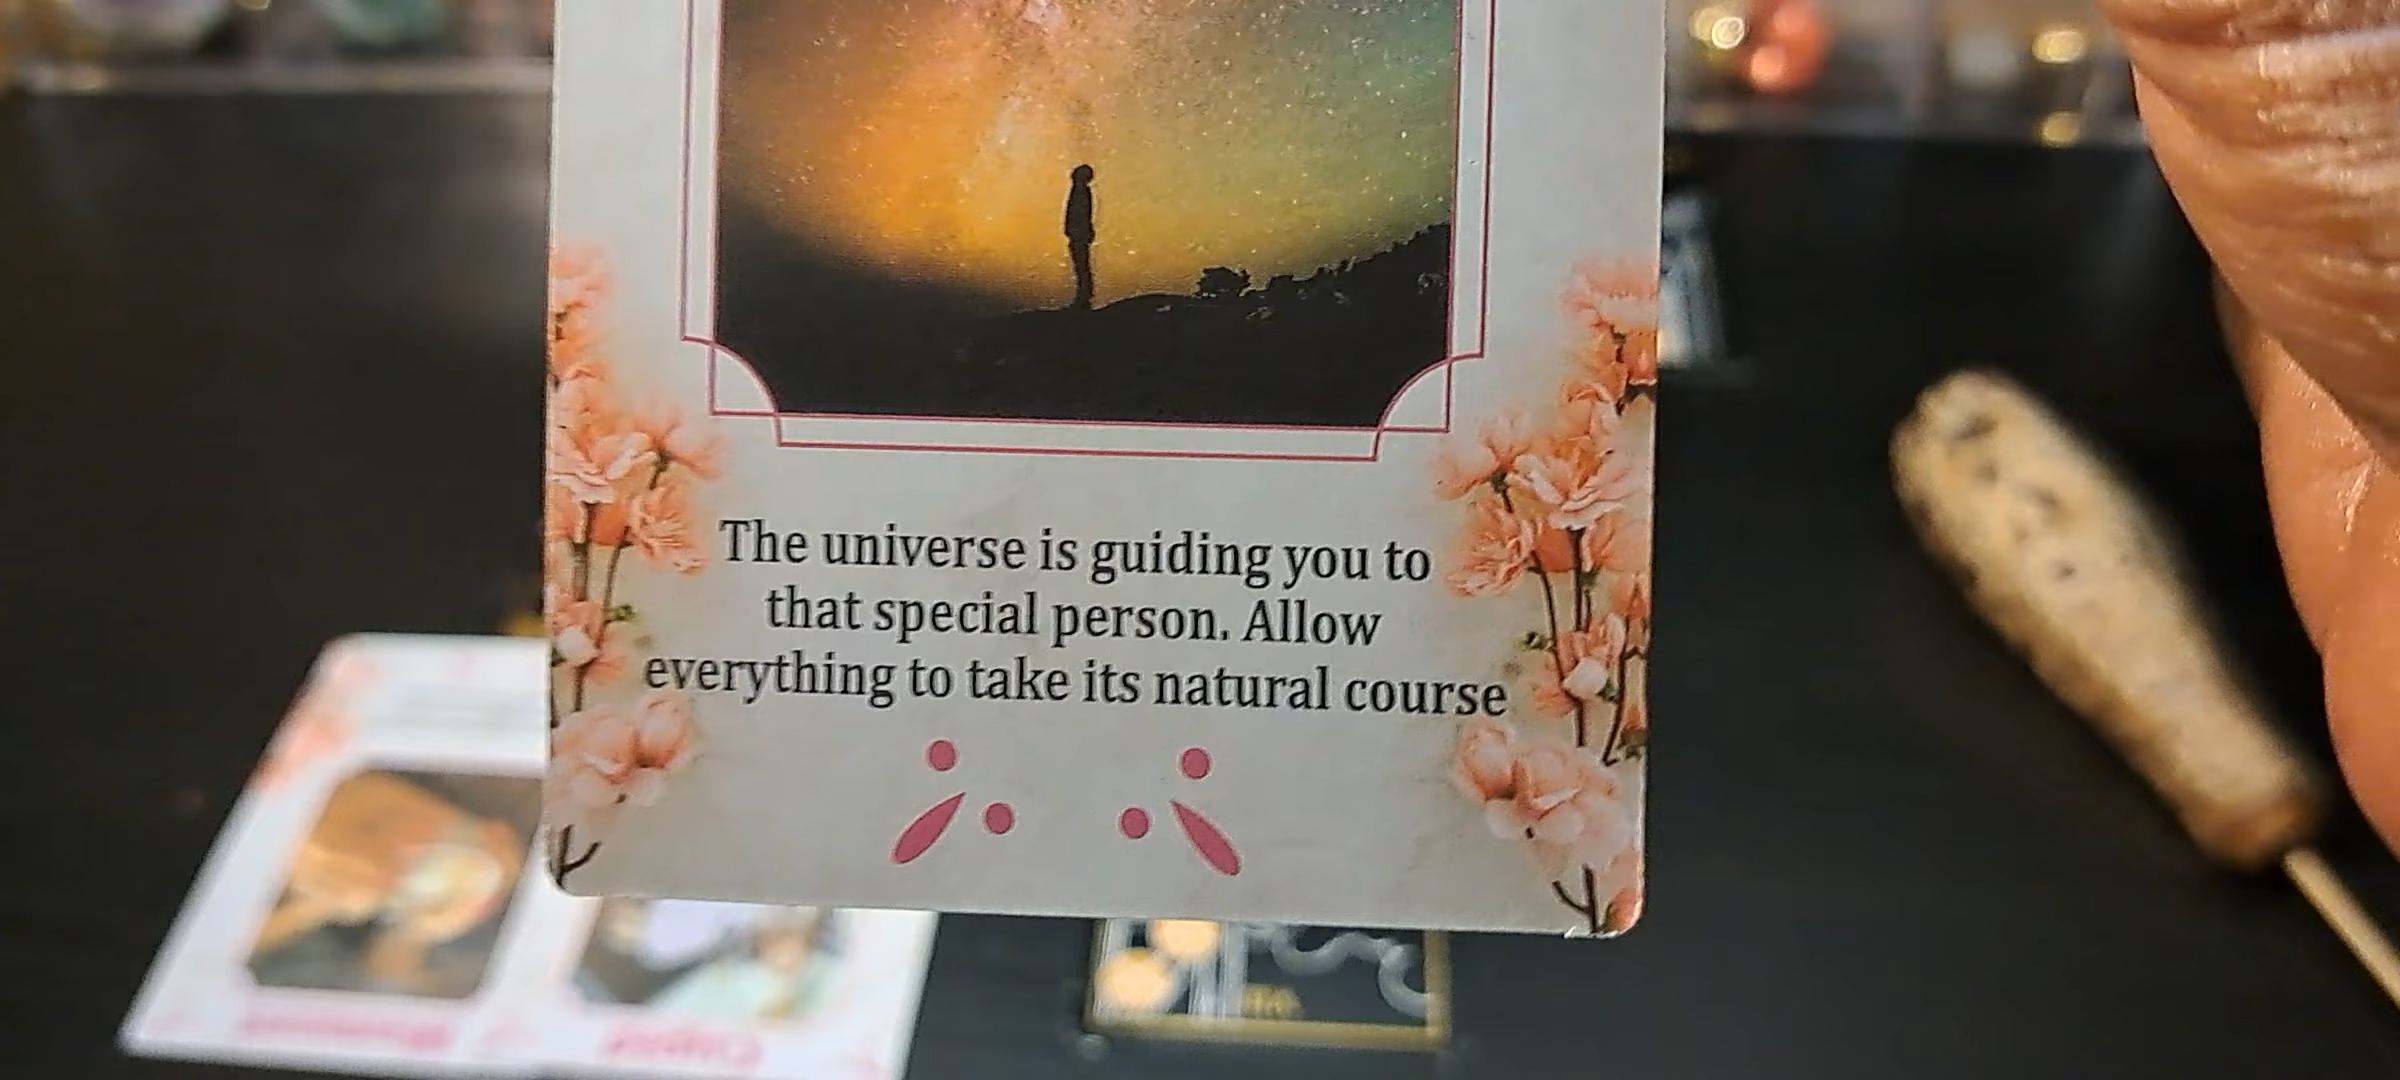 The universe is guiding you to
that special person. Allow
everything to take its natural course